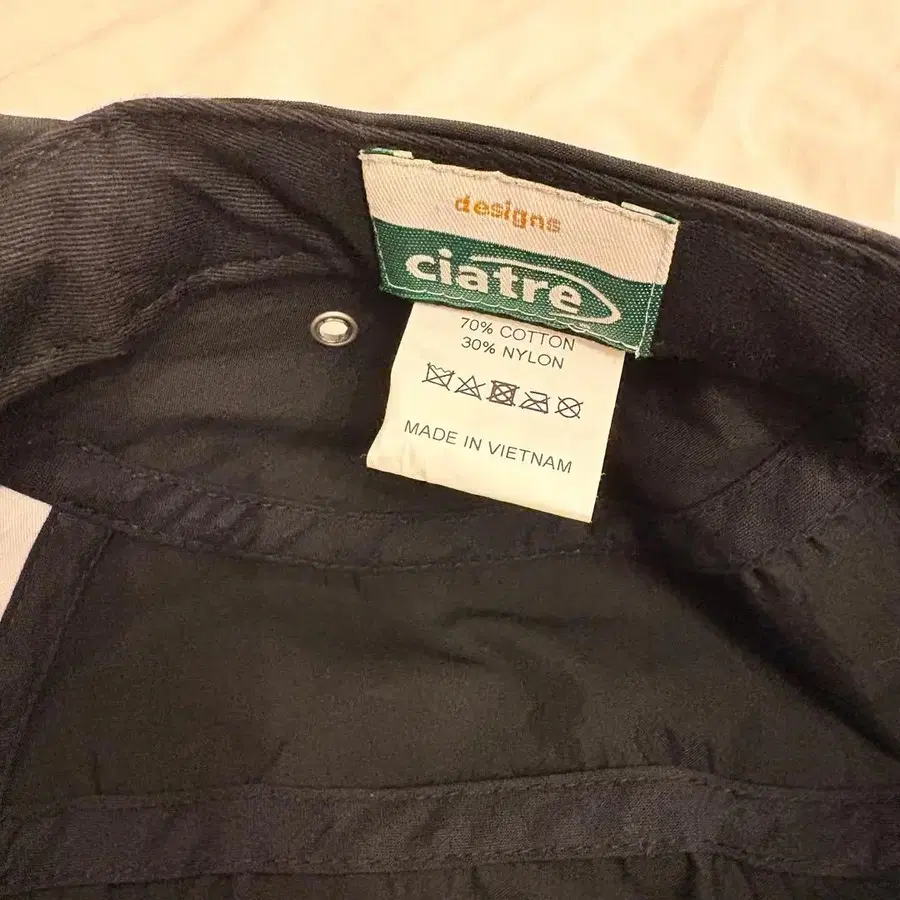 designs
ciatre
70% COTTON
30% NYLON
MADE IN VIETNAM